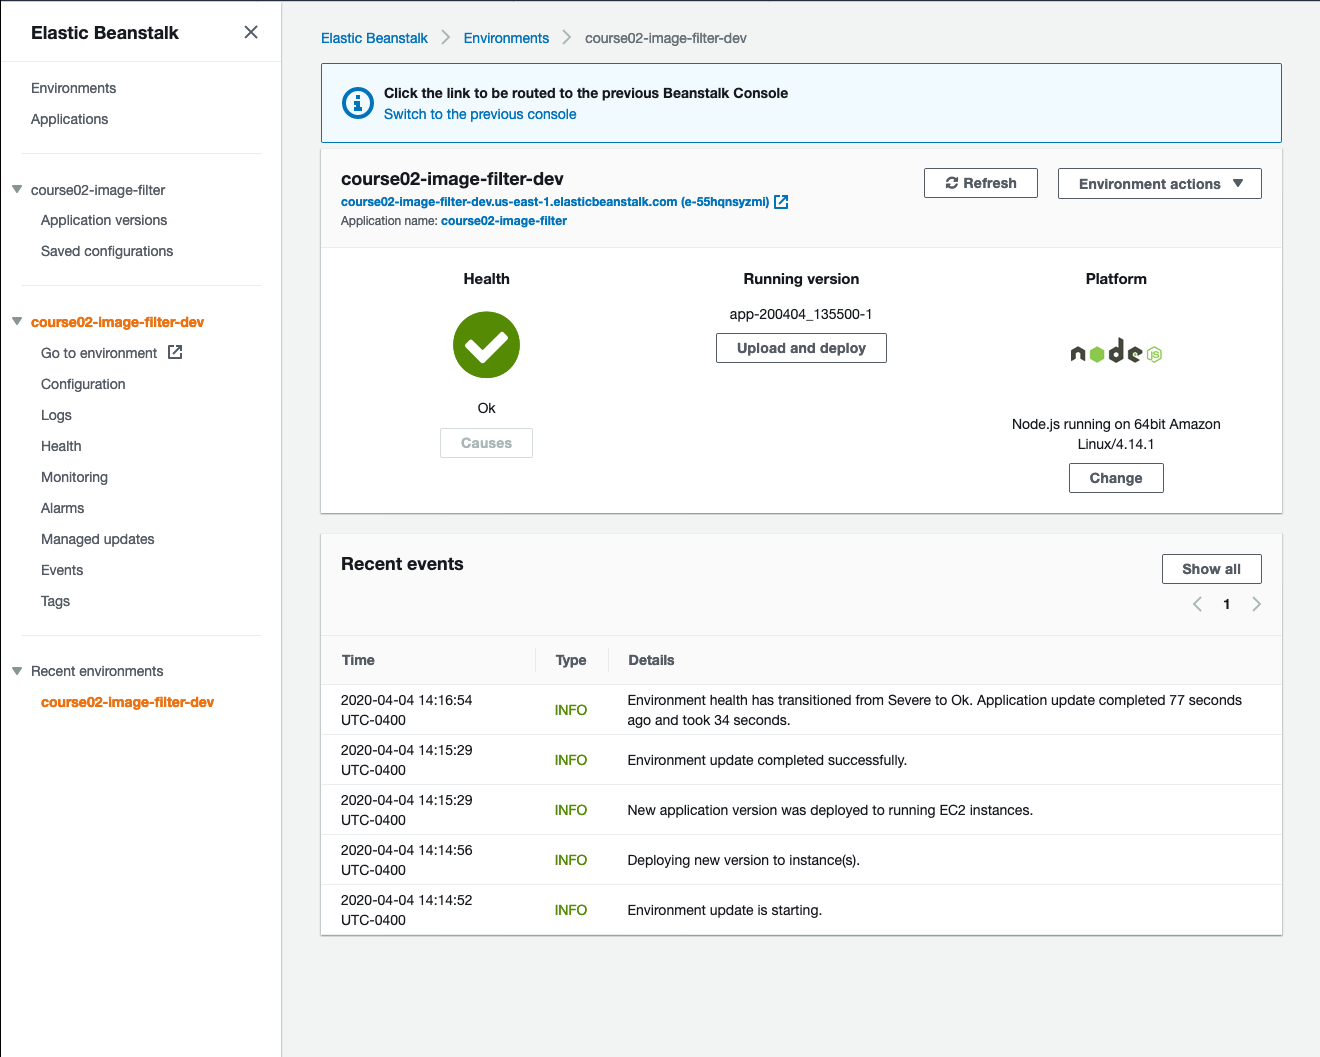 Elastic Beanstalk
Environments
Applications
course02-image-filter
Application versions
Saved configurations
course02-image-filter-dev
Go to environment
Configuration
Logs
Health
Monitoring
Alarms
Managed updates
Events
Tags
Recent environments
course02-image-filter-dev
Elastic Beanstalk > Environments > course02-image-filter-dev
Click the link to be routed to the previous Beanstalk Console
Switch to the previous console
course02-image-filter-dev
course02-image-filter-dev.us-east-1.elasticbeanstalk.com (e-55hqnsyzmi)
Application name: course02-image-filter
Refresh
Environment actions
Health
Ok
Causes
Running version
app-200404_135500-1
Upload and deploy
Platform
node JS
Node.js running on 64bit Amazon
Linux/4.14.1
Change
Recent events
Show all
1
Time Type Details
2020-04-04 14:16:54
UTC-0400
INFO
Environment health has transitioned from Severe to Ok. Application update completed 77 seconds
ago and took 34 seconds.
2020-04-04 14:15:29
UTC-0400
INFO
Environment update completed successfully.
2020-04-04 14:15:29
UTC-0400
INFO
New application version was deployed to running EC2 instances.
2020-04-04 14:14:56
UTC-0400
INFO
Deploying new version to instance(s).
2020-04-04 14:14:52
UTC-0400
INFO
Environment update is starting.